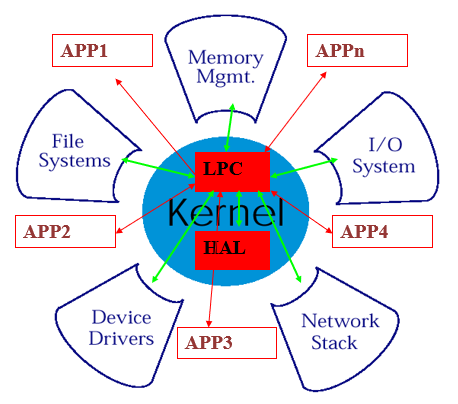 APP1
Memory
Mgmt.
APPn
File
Systems
LPC
I/O
System
Kernel
APP2
APP4
HAL
Device
Drivers
APP3
Network
Stack